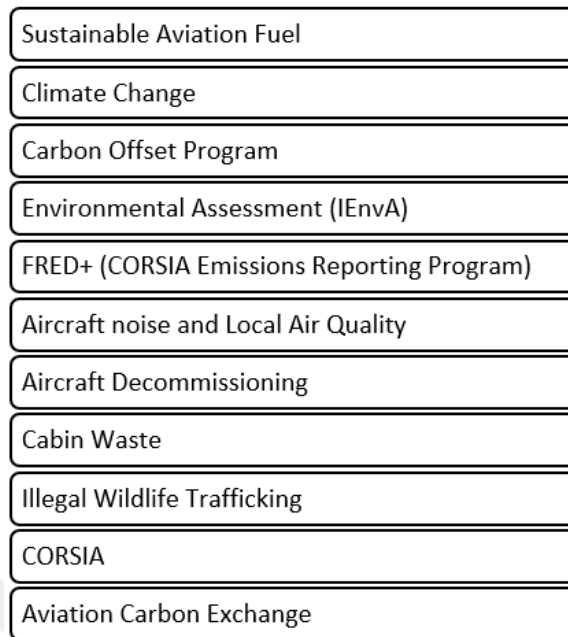 Sustainable Aviation Fuel
Climate Change
Carbon Offset Program
Environmental Assessment (IEnvA)
FRED+ (CORSIA Emissions Reporting Program)
Aircraft noise and Local Air Quality
Aircraft Decommissioning
Cabin Waste
Illegal Wildlife Trafficking
CORSIA
Aviation Carbon Exchange